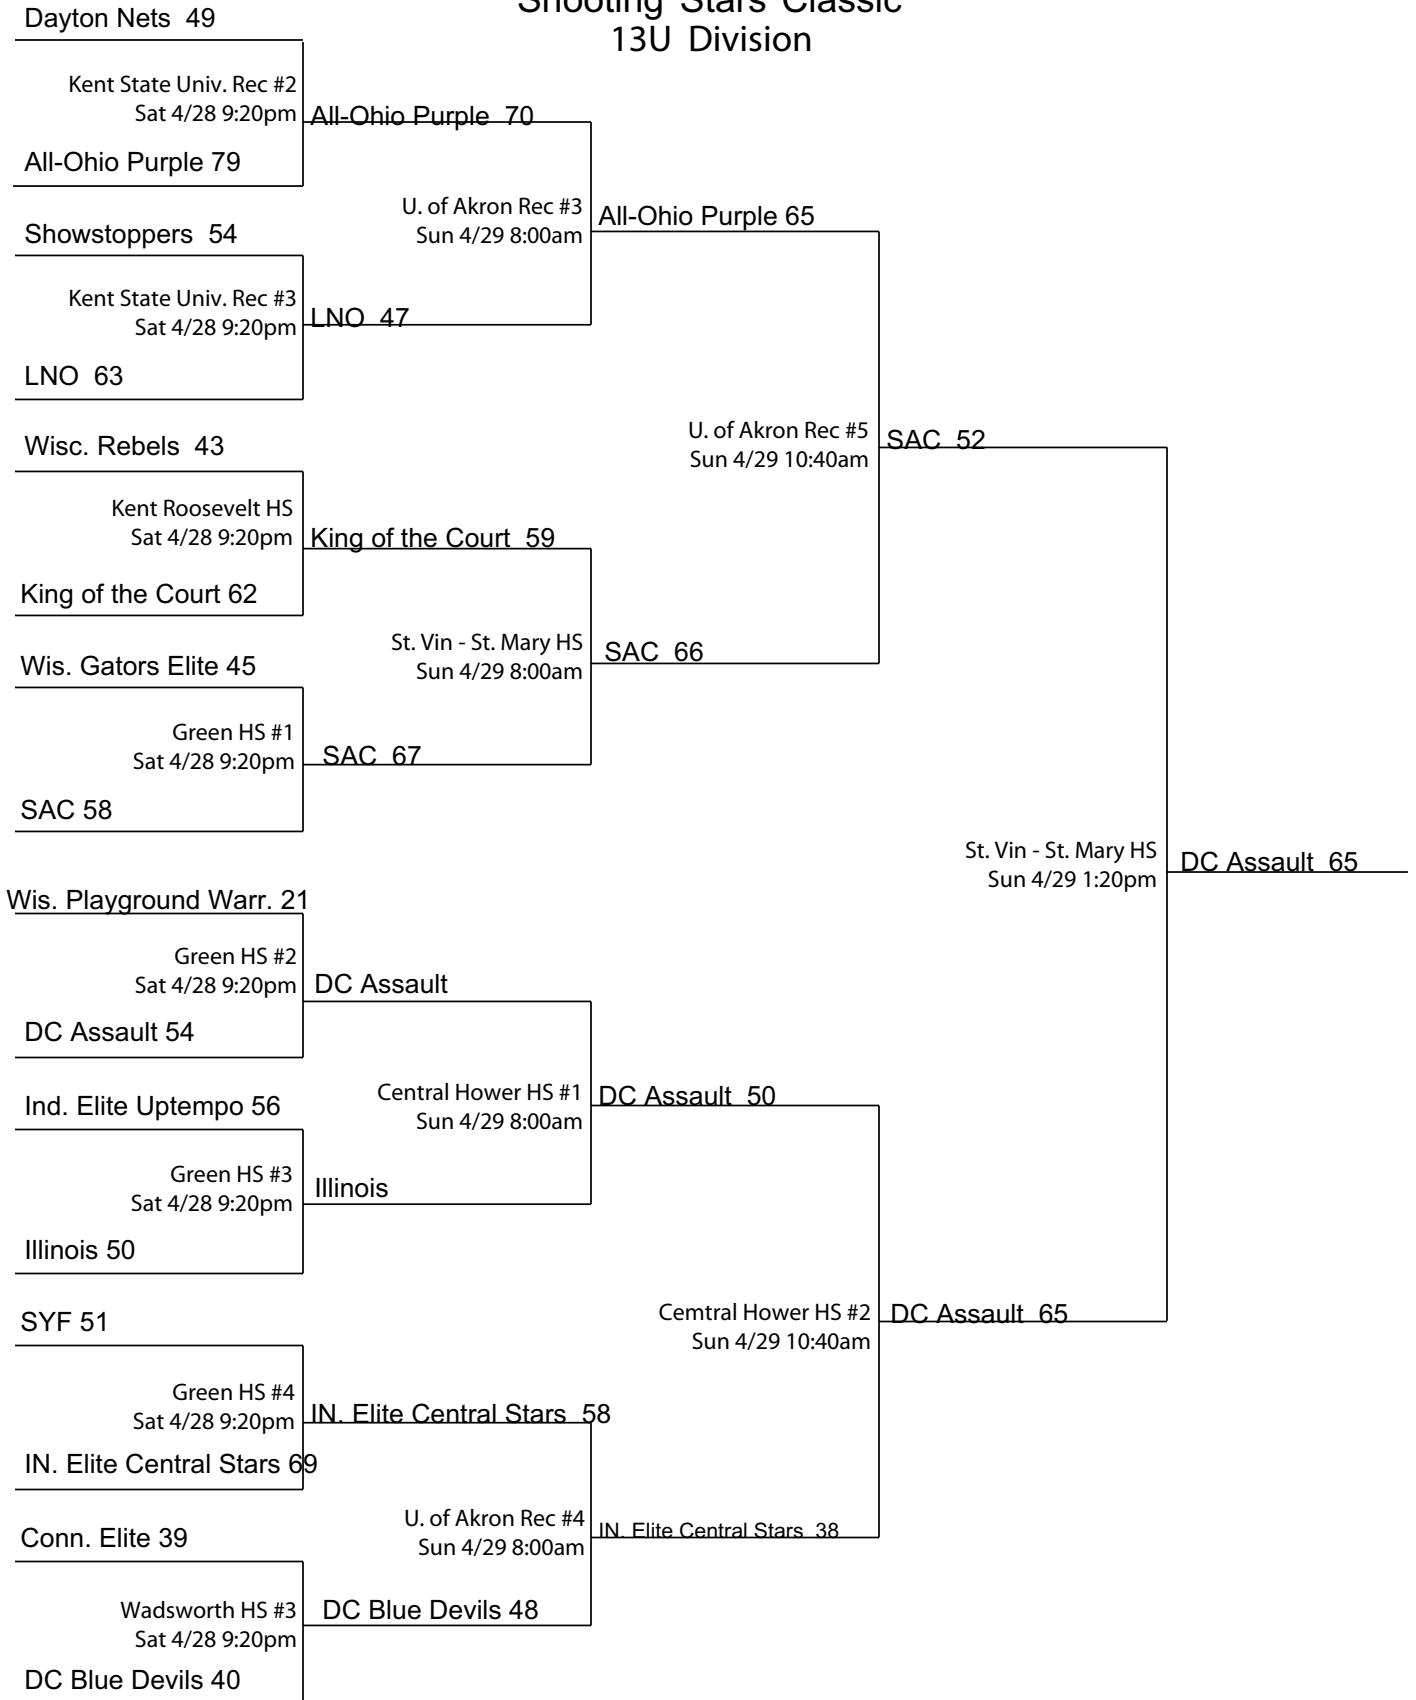 Shooting Stars Classic
13U Division
Dayton Nets 49
Kent State Univ. Rec #2
Sat 4/28 9:20pm
All-Ohio Purple 70
All-Ohio Purple 79
U. of Akron Rec #3
Sun 4/29 8:00am
All-Ohio Purple 65
Showstoppers 54
Kent State Univ. Rec #3
Sat 4/28 9:20pm
LNO 47
LNO 63
U. of Akron Rec #5
Sun 4/29 10:40am
SAC 52
Wisc. Rebels 43
Kent Roosevelt HS
Sat 4/28 9:20pm
King of the Court 59
King of the Court 62
St. Vin - St. Mary HS
Sun 4/29 8:00am
SAC 66
Wis. Gators Elite 45
Green HS #1
Sat 4/28 9:20pm
SAC 67
SAC 58
St. Vin - St. Mary HS
Sun 4/29 1:20pm
DC Assault 65
Wis. Playground Warr. 21
Green HS #2
Sat 4/28 9:20pm
DC Assault
DC Assault 54
Central Hower HS #1
Sun 4/29 8:00am
DC Assault 50
Ind. Elite Uptempo 56
Green HS #3
Sat 4/28 9:20pm
Illinois
Illinois 50
Cemtral Hower HS #2
Sun 4/29 10:40am
DC Assault 65
SYF 51
Green HS #4
Sat 4/28 9:20pm
IN. Elite Central Stars 58
IN. Elite Central Stars 69
U. of Akron Rec #4
Sun 4/29 8:00am
IN. Elite Central Stars 38
Conn. Elite 39
Wadsworth HS #3
Sat 4/28 9:20pm
DC Blue Devils 48
DC Blue Devils 40